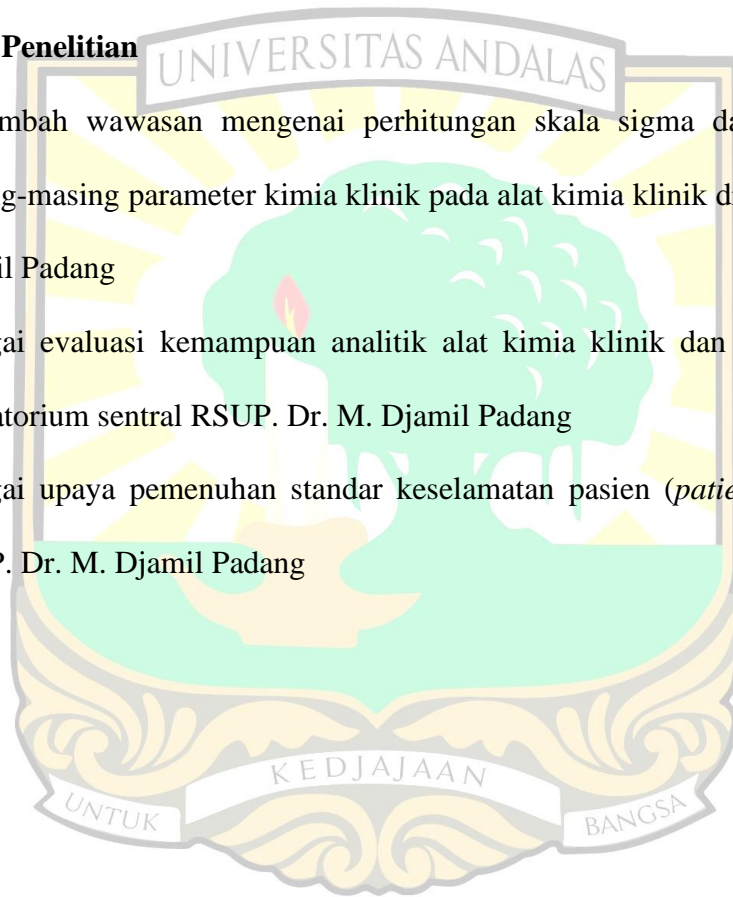 Penelitian
UNIVERSITAS ANDALAS
mbah wawasan mengenai perhitungan skala sigma da
g-masing parameter kimia klinik pada alat kimia klinik d
il Padang
gai evaluasi kemampuan analitik alat kimia klinik dan
atorium sentral RSUP. Dr. M. Djamil Padang
gai upaya pemenuhan standar keselamatan pasien (patie
P. Dr. M. Djamil Padang
UNTUK KEDJAJAAN BANGSA